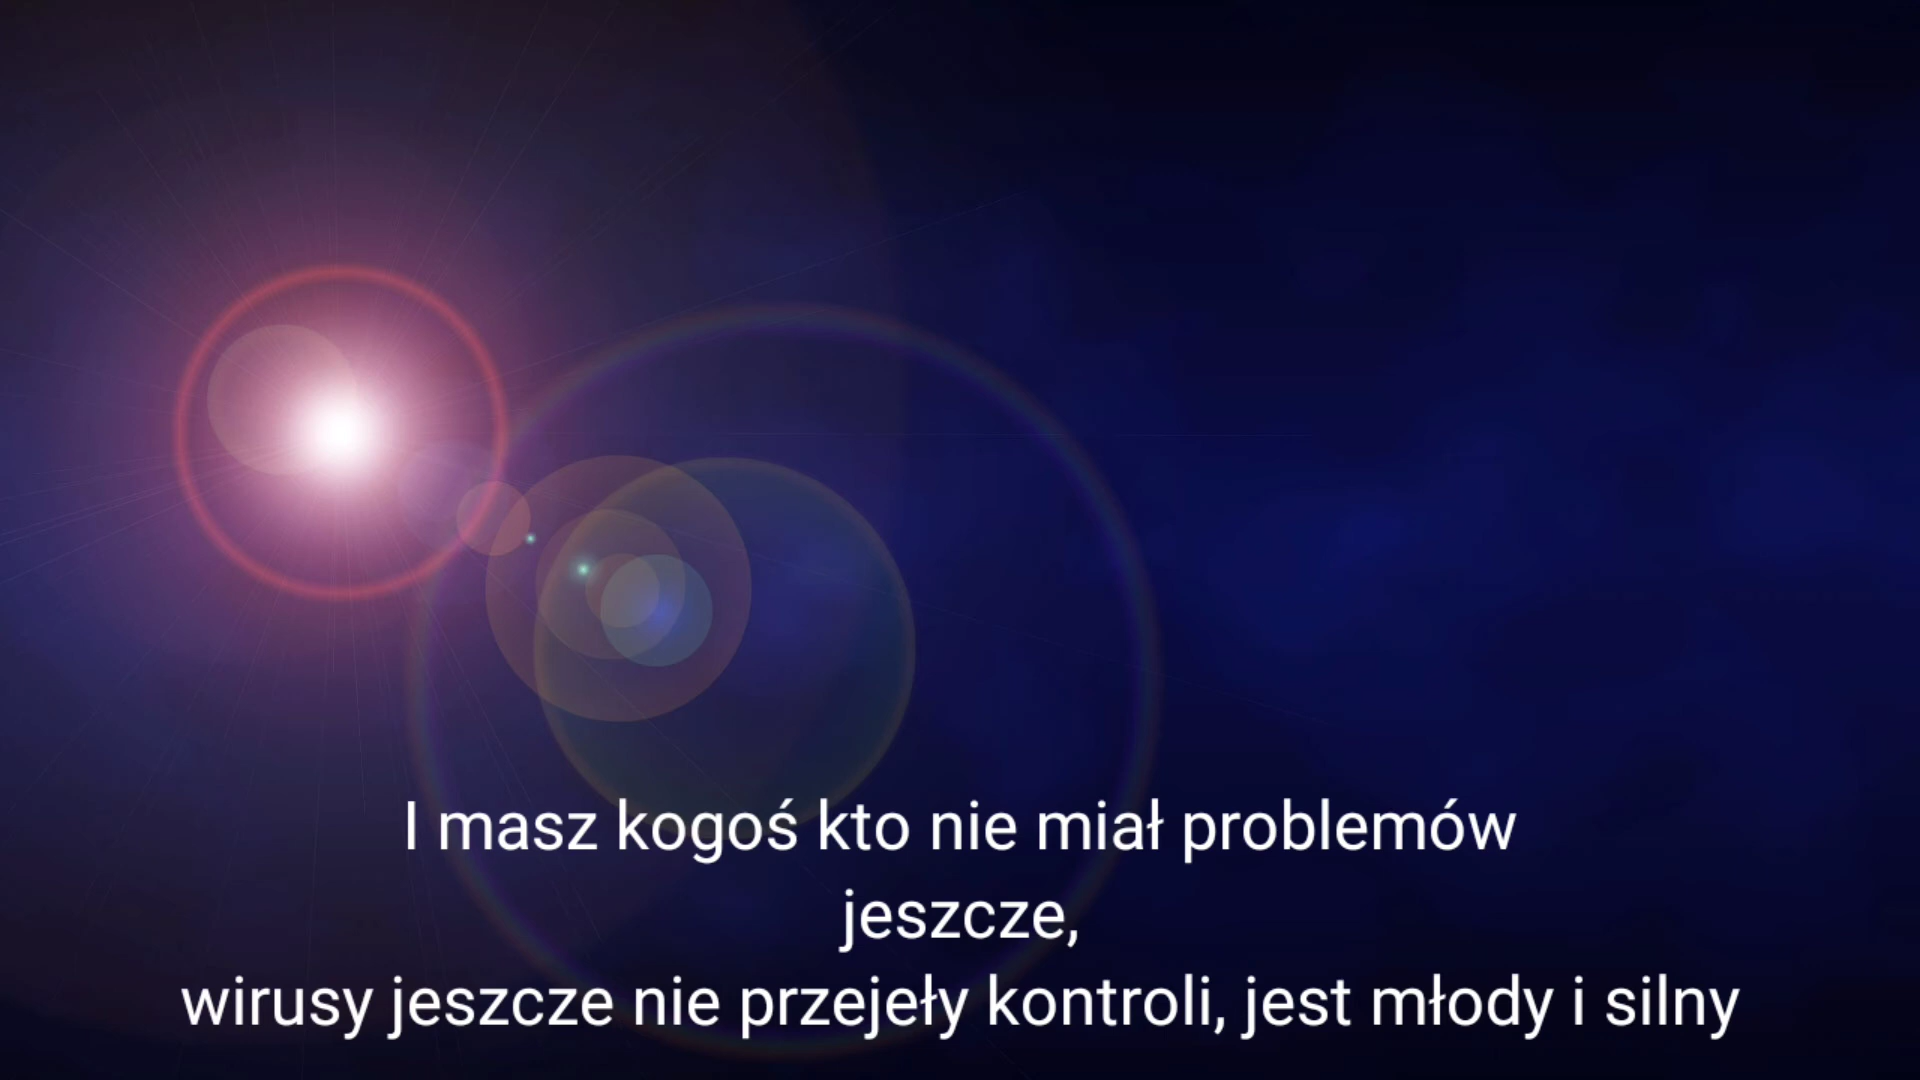 I masz kogoś kto nie miał problemów
jeszcze,
wirusy jeszcze nie przejeły kontroli, jest młody i silny